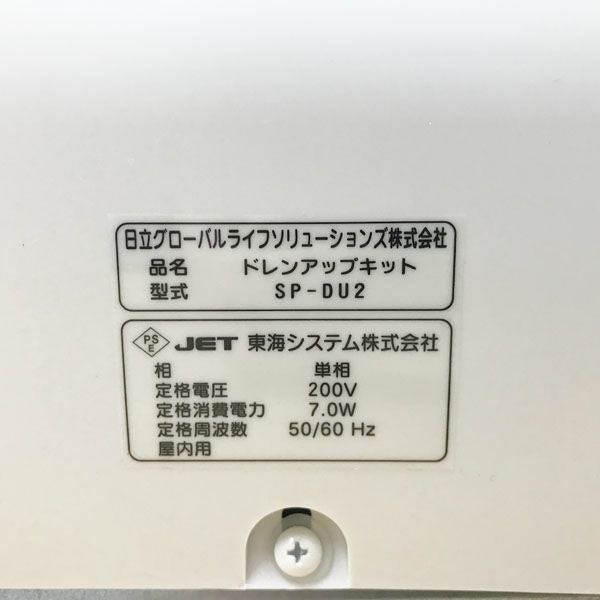 日立グローバルライフソリューションズ株式会社
品名 ドレンアップキット
型式 SP-DU2
PS E JET 東海システム株式会社
相 単相
定格電圧 200V
定格消費電力 7.0W
定格周波数 50/60 Hz
屋内用